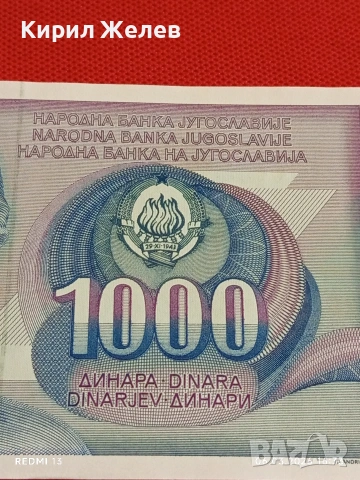 Кирил Желев
НАРОДНА БАНКА ЈУГОСЛАВИЈЕ
NARODNA BANKA JUGOSLAVIJE
НАРОДНА БАНКА НА ЈУГОСЛАВИЈА
29·XI·1943
1000
ДИНАРА · DINARA
DINARJEV · ДИНАРИ
REDMI 13
BAZAR